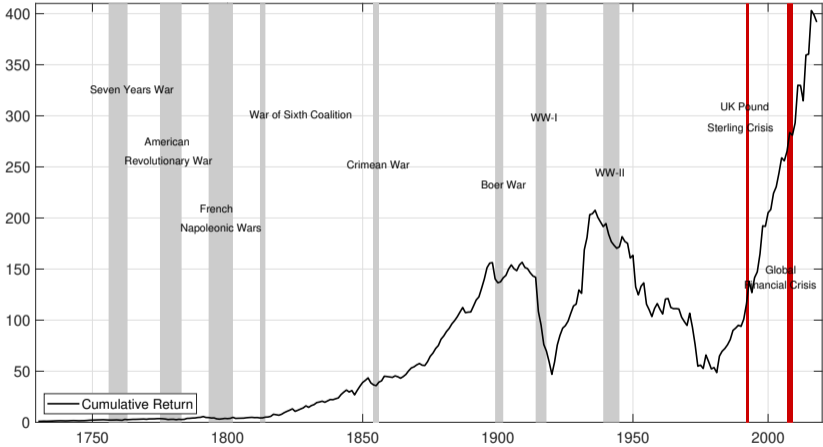 400
350
300
250
200
150
100
50
0
Seven Years War
American
Revolutionary War
French
Napoleonic Wars
War of Sixth Coalition
Crimean War
Boer War
WW-I
WW-II
UK Pound
Sterling Crisis
Global
Financial Crisis
Cumulative Return
1750
1800
1850
1900
1950
2000